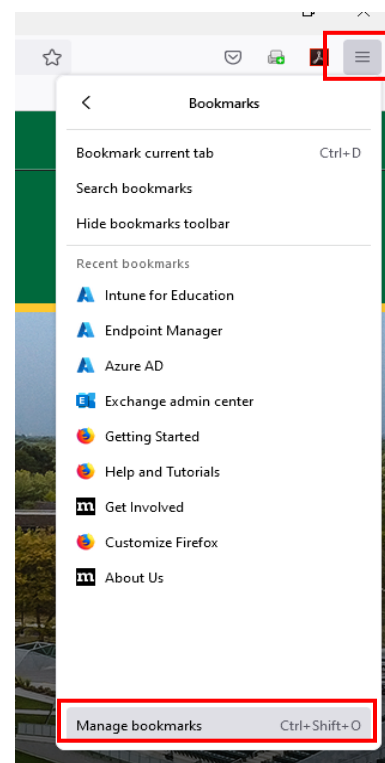 Bookmarks
Bookmark current tab Ctrl+D
Search bookmarks
Hide bookmarks toolbar
Recent bookmarks
Intune for Education
Endpoint Manager
Azure AD
E Exchange admin center
Getting Started
Help and Tutorials
m Get Involved
Customize Firefox
m About Us
Manage bookmarks Ctrl+Shift+O